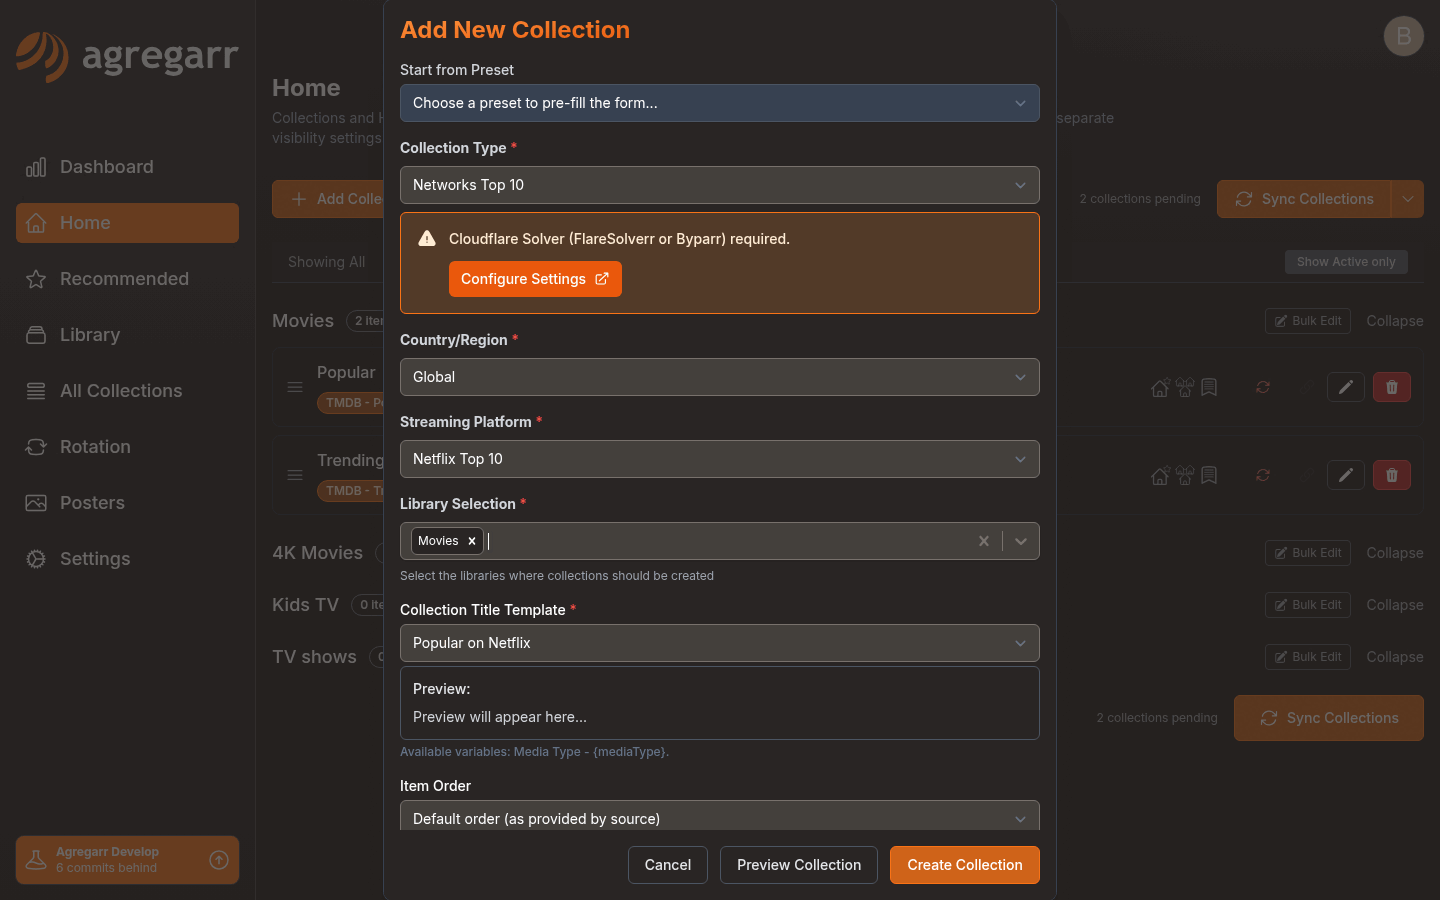 agregarr
Dashboard
Home
Recommended
Library
All Collections
Rotation
Posters
Settings
Agregarr Develop
6 commits behind
B
Home
Collections and
separate
visibility settings
Add Colle
2 collections pending
Sync Collections
Showing All
Show Active only
Movies
Bulk Edit
Collapse
Popular
TMDB
Trending
TMDB
4K Movies
Bulk Edit
Collapse
Kids TV
Bulk Edit
Collapse
TV shows
Bulk Edit
Collapse
2 collections pending
Sync Collections
Add New Collection
Start from Preset
Choose a preset to pre-fill the form...
Collection Type *
Networks Top 10
Cloudflare Solver (FlareSolverr or Byparr) required.
Configure Settings
Country/Region *
Global
Streaming Platform *
Netflix Top 10
Library Selection *
Movies
Select the libraries where collections should be created
Collection Title Template *
Popular on Netflix
Preview:
Preview will appear here...
Available variables: Media Type - {mediaType}.
Item Order
Default order (as provided by source)
Cancel
Preview Collection
Create Collection